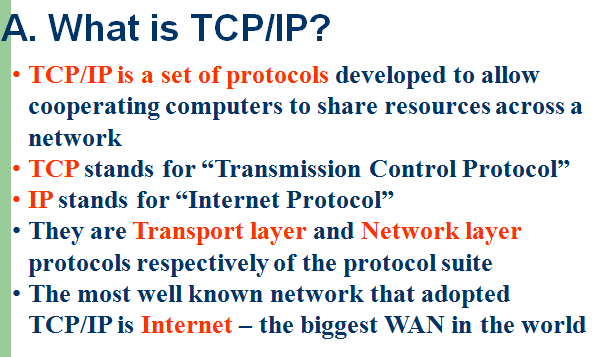 A. What is TCP/IP?
• TCP/IP is a set of protocols developed to allow
cooperating computers to share resources across a
network
• TCP stands for “Transmission Control Protocol”
• IP stands for “Internet Protocol”
• They are Transport layer and Network layer
protocols respectively of the protocol suite
• The most well known network that adopted
TCP/IP is Internet – the biggest WAN in the world